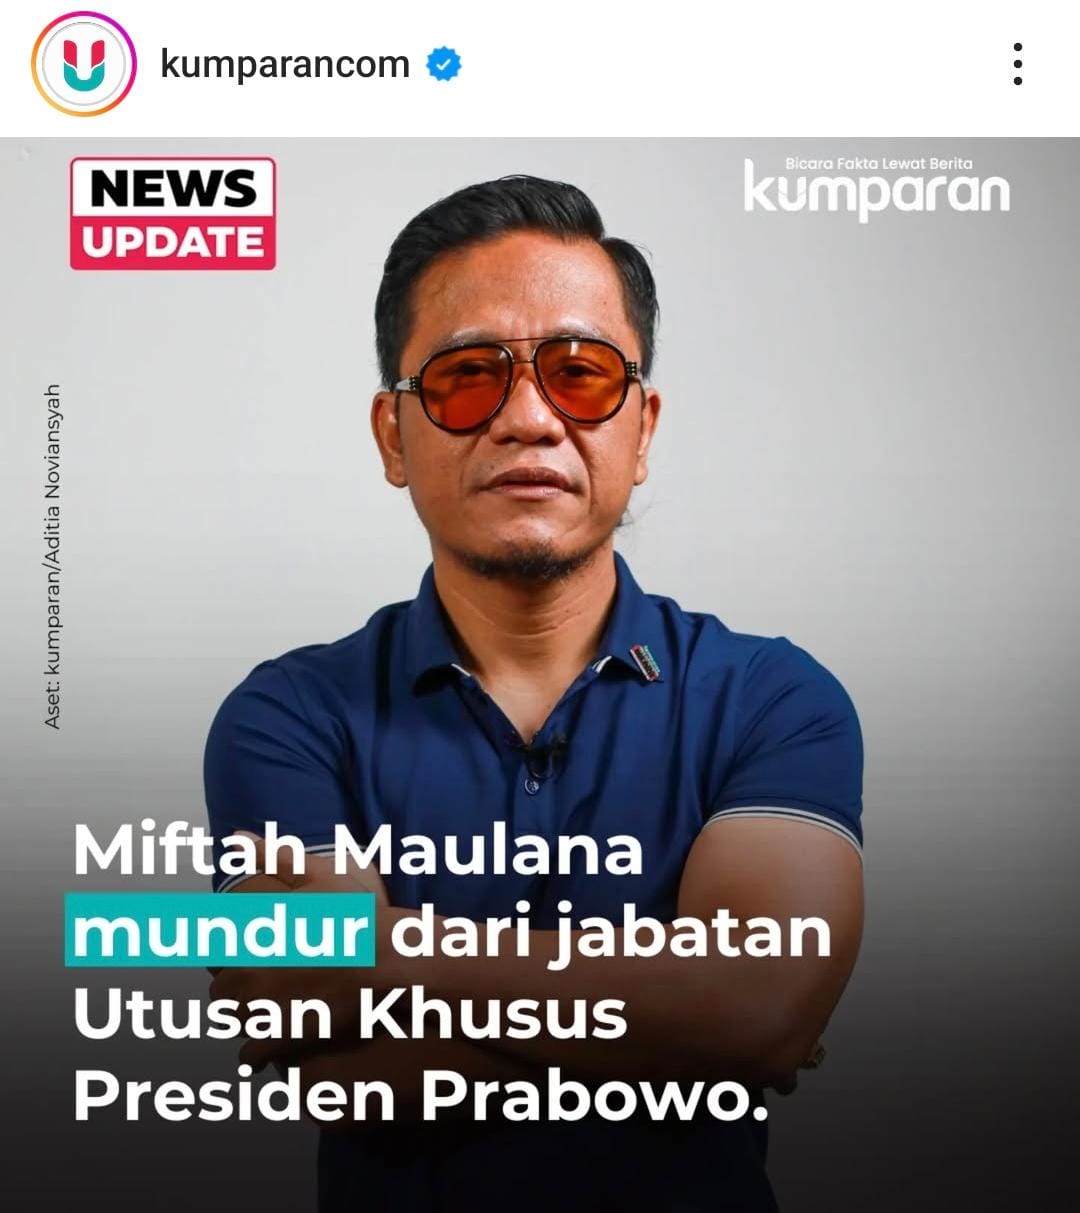 kumparancom
NEWS
UPDATE
Bicara Fakta Lewat Berita
kumparan
Aset: kumparan/Aditia Noviansyah
Miftah Maulana
mundur dari jabatan
Utusan Khusus
Presiden Prabowo.